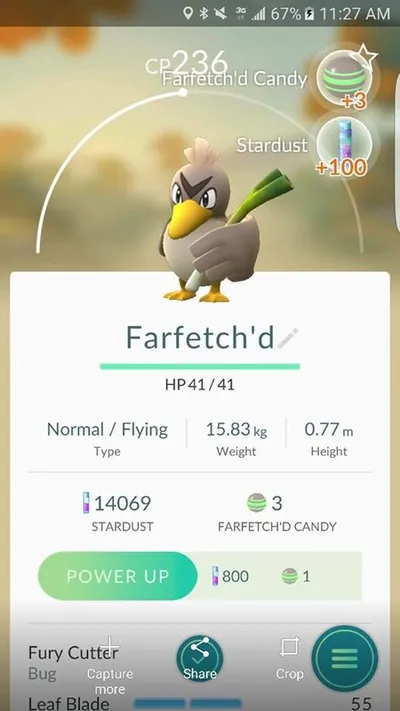 3G 67% 11:27 AM
CP236
Farfetch'd Candy
+3
Stardust
+100
Farfetch'd
HP 41 / 41
Normal / Flying 15.83 kg 0.77 m
Type Weight Height
14069 3
STARDUST FARFETCH'D CANDY
POWER UP 800 1
Fury Cutter
Bug
Capture more Share Crop
Leaf Blade 55